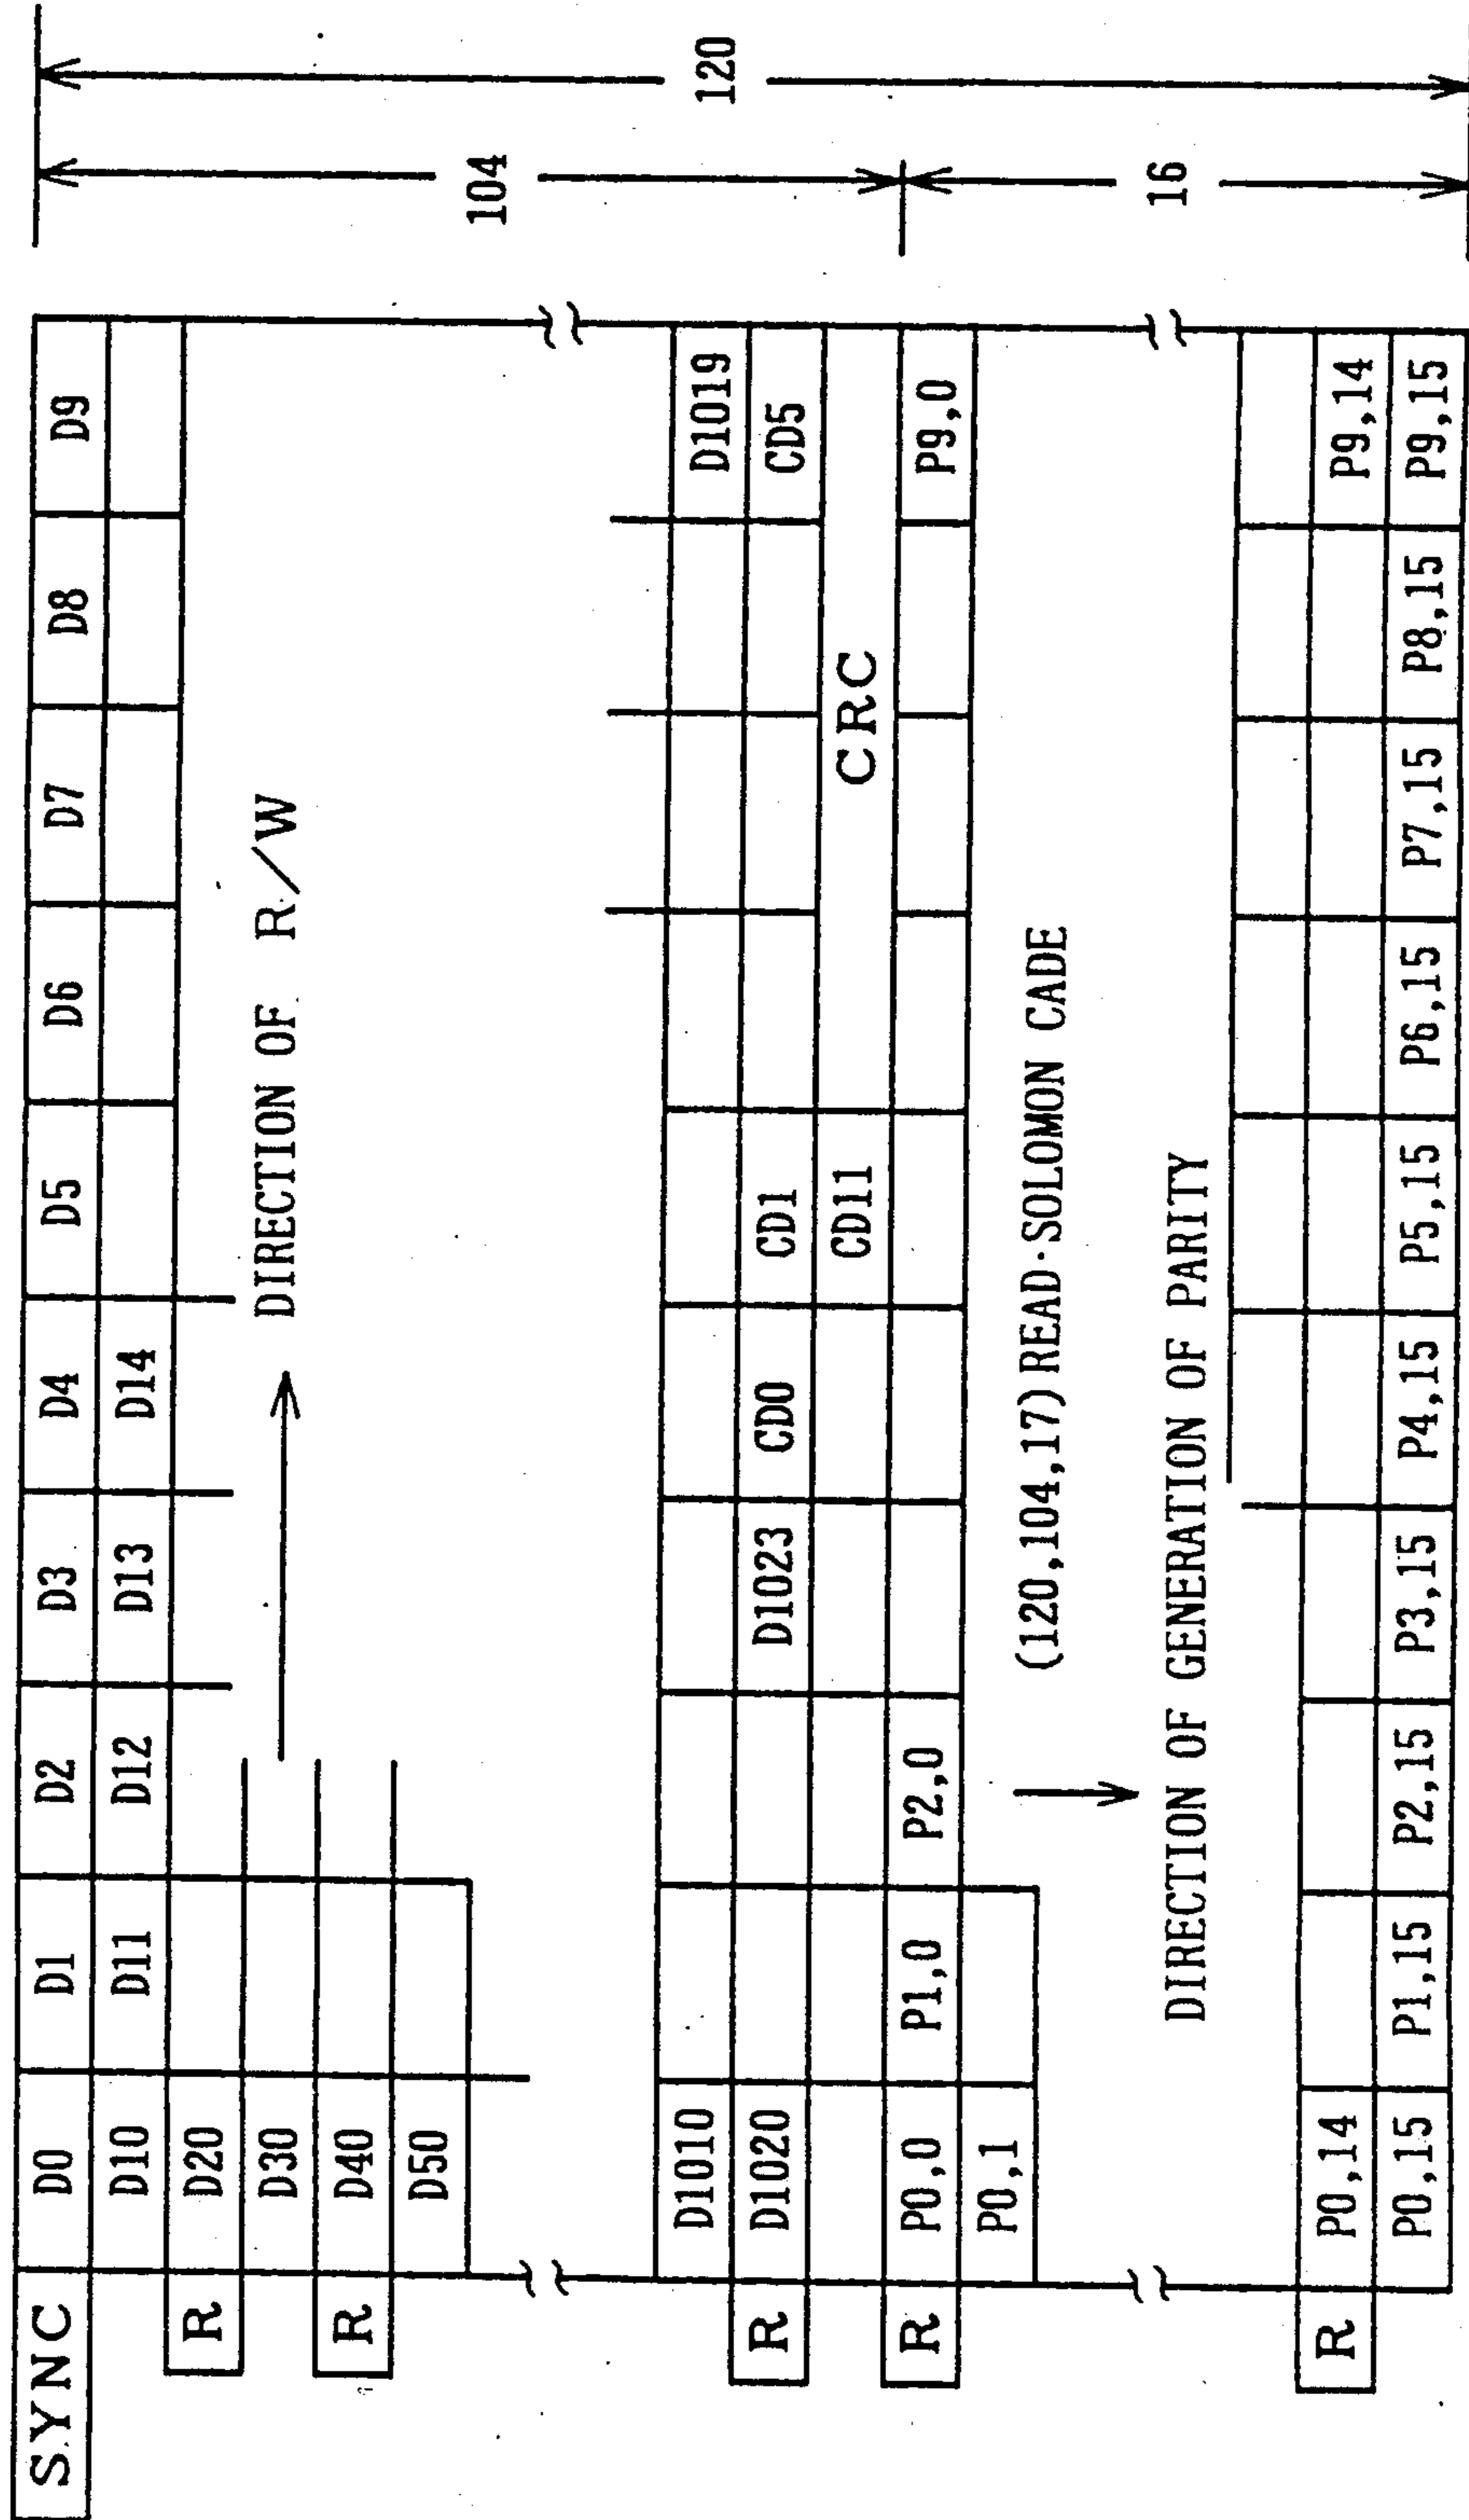 SYNC D0 D1 D2 D3 D4 D5 D6 D7 D8 D9
D10 D11 D12 D13 D14
R D20
D30
R D40
D50
DIRECTION OF R/W
D1010 D1019
R D1020 D1023 CD0 CD1 CD5
CD11 CRC
R P0,0 P1,0 P2,0 P9,0
P0,1
(120,104,17) READ·SOLOMON CADE
DIRECTION OF GENERATION OF PARITY
R P0,14 P9,14
P0,15 P1,15 P2,15 P3,15 P4,15 P5,15 P6,15 P7,15 P8,15 P9,15
104
16
120